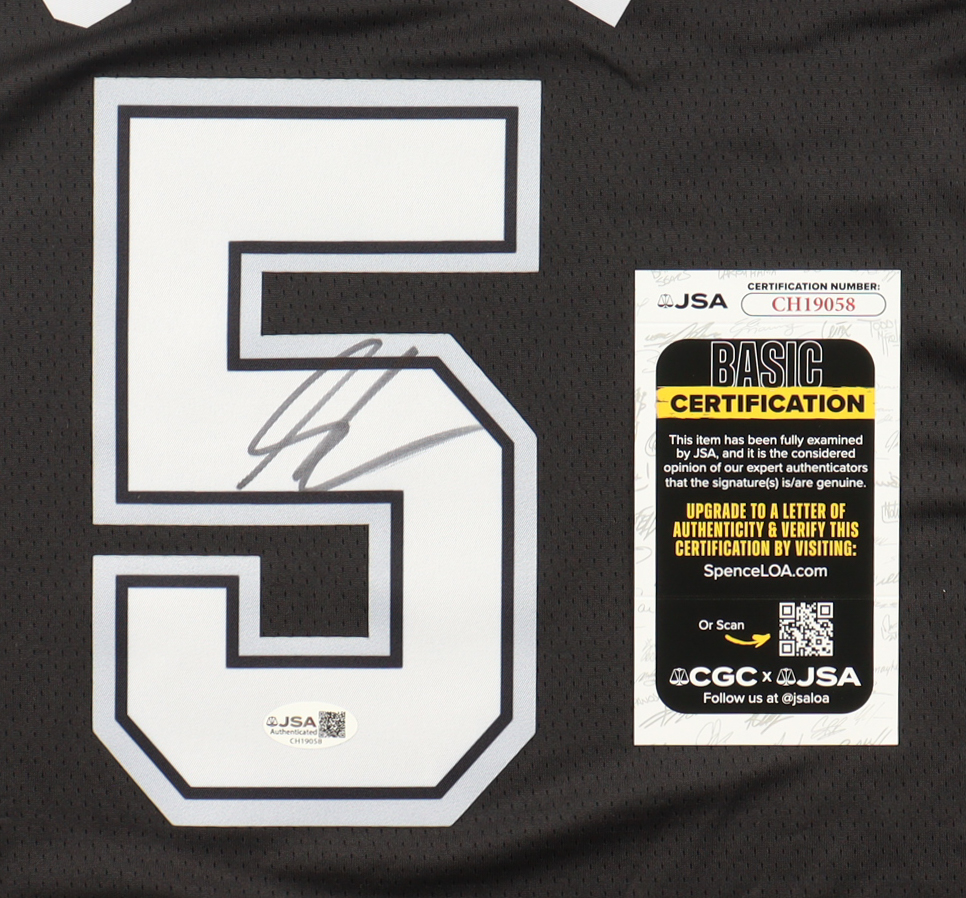 5
JSA
Authenticated
CH19058
JSA
CERTIFICATION NUMBER:
CH19058
BASIC
CERTIFICATION
This item has been fully examined
by JSA, and it is the considered
opinion of our expert authenticators
that the signature(s) is/are genuine.
UPGRADE TO A LETTER OF
AUTHENTICITY & VERIFY THIS
CERTIFICATION BY VISITING:
SpenceLOA.com
Or Scan
CGC x JSA
Follow us at @jsaloa